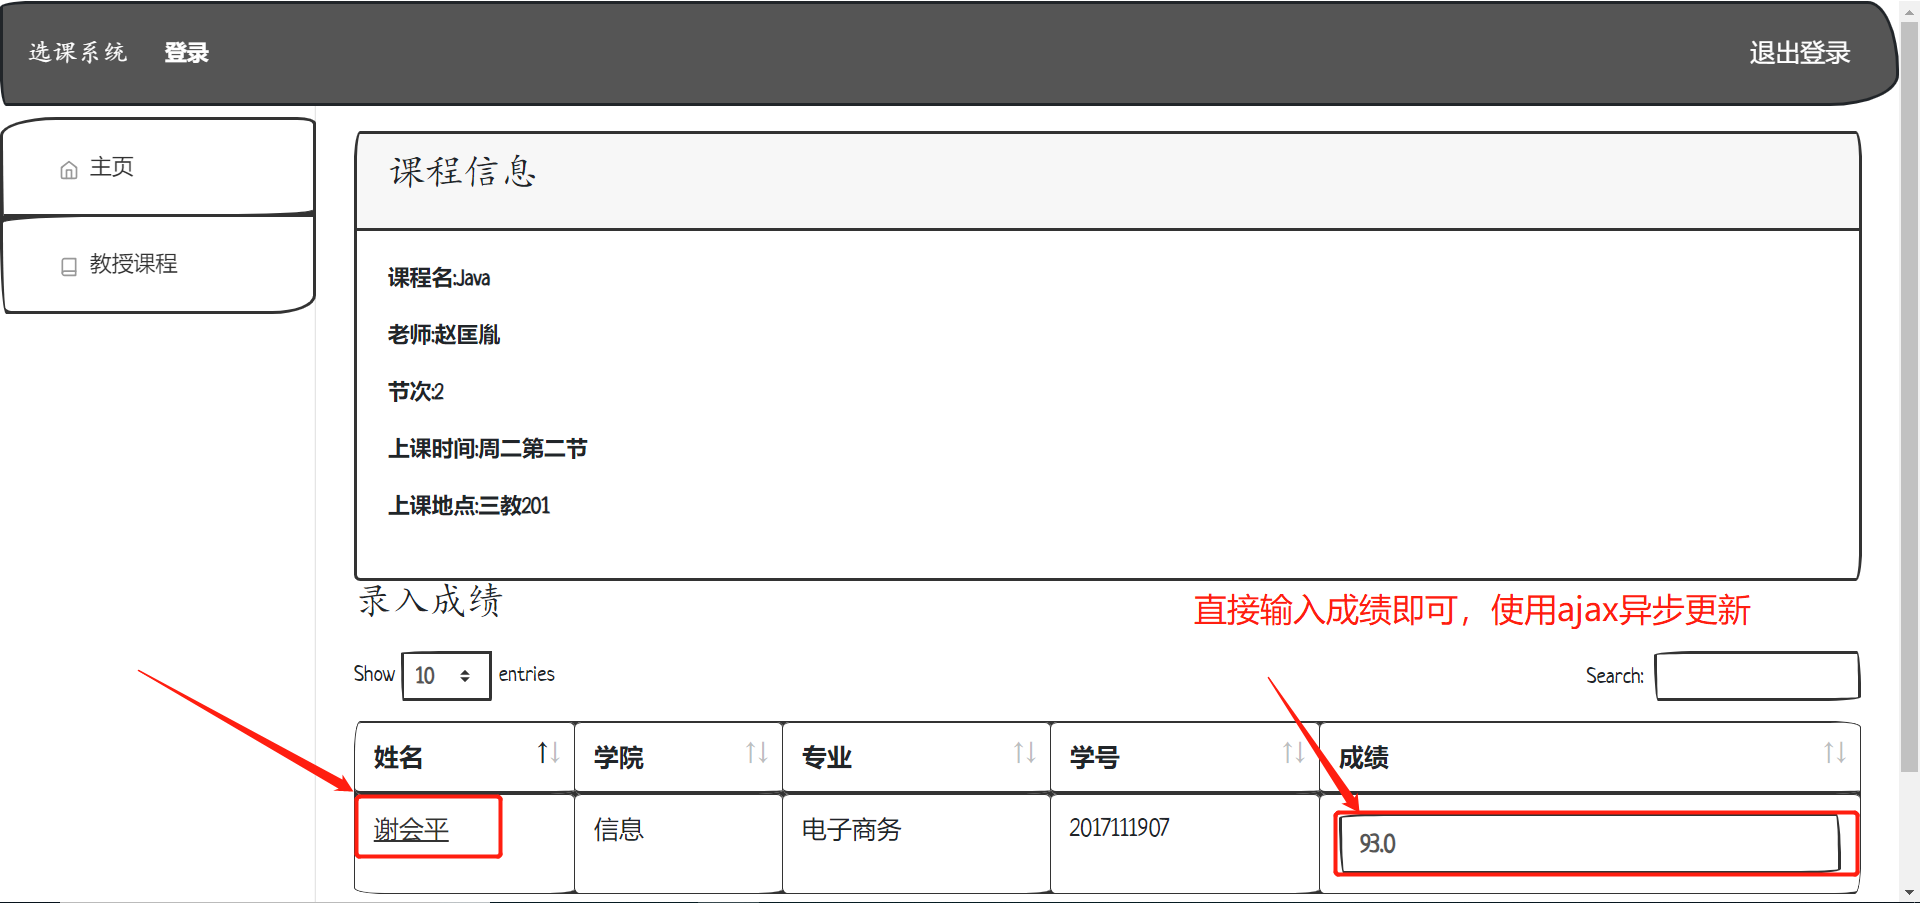 选课系统 登录 退出登录
主页
教授课程
课程信息
课程名:Java
老师:赵匡胤
节次:2
上课时间:周二第二节
上课地点:三教201
录入成绩
直接输入成绩即可，使用ajax异步更新
Show 10 entries Search:
姓名 学院 专业 学号 成绩
谢会平 信息 电子商务 2017111907 93.0